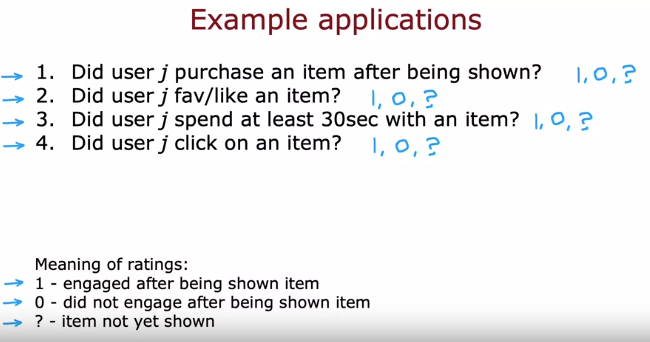 Example applications
→ 1. Did user j purchase an item after being shown? 1, 0, ?
→ 2. Did user j fav/like an item? 1, 0, ?
→ 3. Did user j spend at least 30sec with an item? 1, 0, ?
→ 4. Did user j click on an item? 1, 0, ?
Meaning of ratings:
→ 1 - engaged after being shown item
→ 0 - did not engage after being shown item
→ ? - item not yet shown